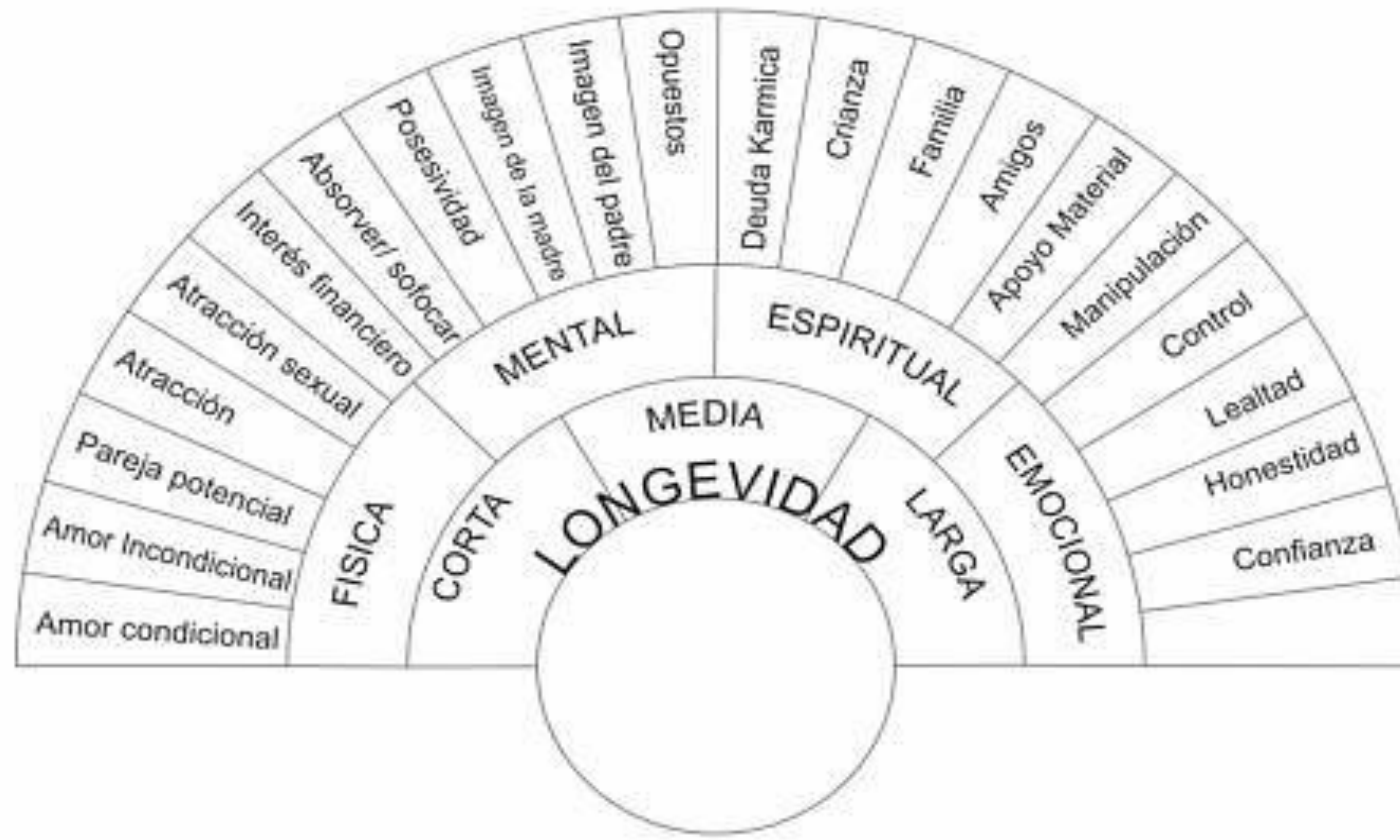 Amor condicional
Amor Incondicional
Pareja potencial
Atracción
Atracción sexual
Interés financiero
Absorver/ sofocar
Posesividad
Imagen de la madre
Imagen del padre
Opuestos
Deuda Karmica
Crianza
Familia
Amigos
Apoyo Material
Manipulación
Control
Lealtad
Honestidad
Confianza
FISICA
MENTAL
ESPIRITUAL
EMOCIONAL
CORTA
MEDIA
LARGA
LONGEVIDAD